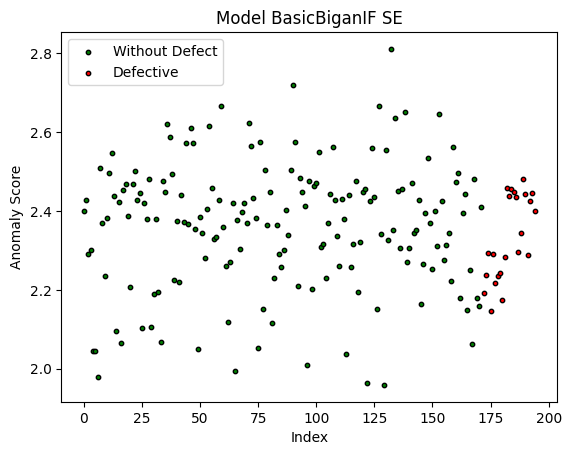 Model BasicBiganIF SE
Without Defect
Defective
Anomaly Score
2.8
2.6
2.4
2.2
2.0
0 25 50 75 100 125 150 175 200
Index